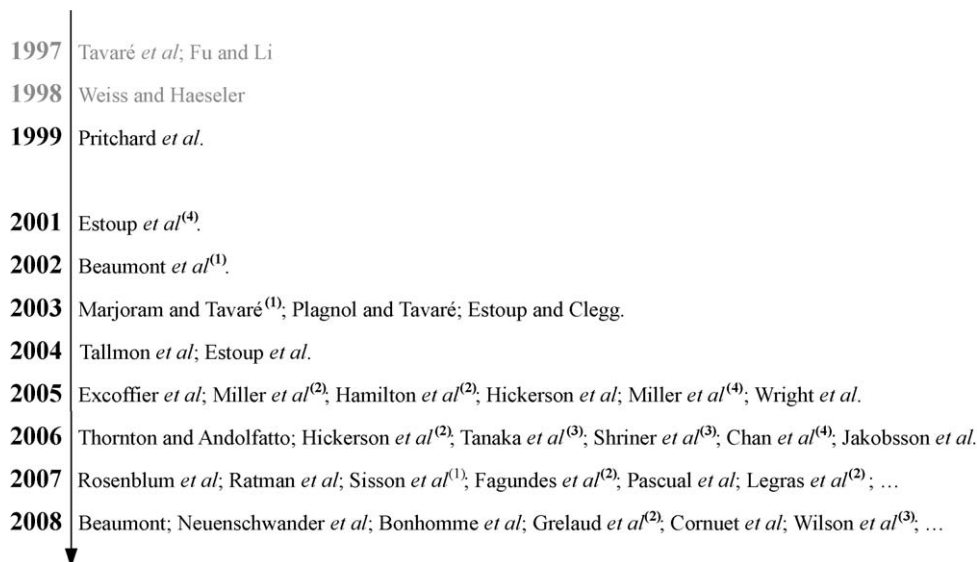 1997 Tavaré et al; Fu and Li
1998 Weiss and Haeseler
1999 Pritchard et al.
2001 Estoup et al(4).
2002 Beaumont et al(1).
2003 Marjoram and Tavaré(1); Plagnol and Tavaré; Estoup and Clegg.
2004 Tallmon et al; Estoup et al.
2005 Excoffier et al; Miller et al(2); Hamilton et al(2); Hickerson et al; Miller et al(4); Wright et al.
2006 Thornton and Andolfatto; Hickerson et al(2); Tanaka et al(3); Shriner et al(3); Chan et al(4); Jakobsson et al.
2007 Rosenblum et al; Ratman et al; Sisson et al(1); Fagundes et al(2); Pascual et al; Legras et al(2) ; …
2008 Beaumont; Neuenschwander et al; Bonhomme et al; Grelaud et al(2); Cornuet et al; Wilson et al(3); …